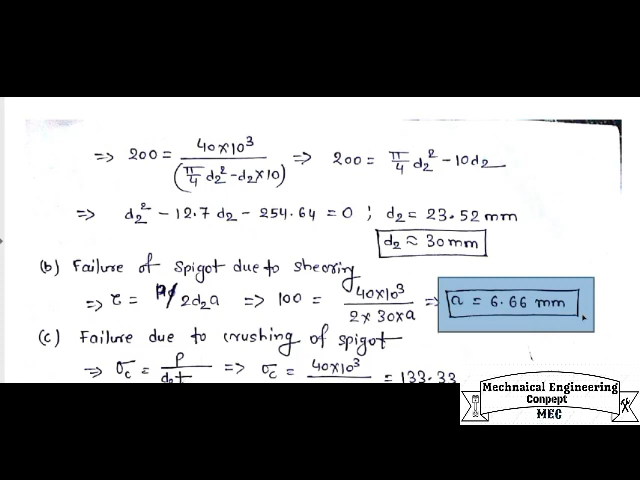 ⇒ 200 = 40×10³ / (π/4 d₂² − d₂×10) ⇒ 200 = π/4 d₂² − 10d₂
⇒ d₂² − 12.7 d₂ − 254.64 = 0 ; d₂ = 23.52 mm
d₂ ≈ 30 mm
(b) Failure of spigot due to shearing
⇒ τ = P/2d₂a ⇒ 100 = 40×10³ / 2×30×a ⇒ a = 6.66 mm
(c) Failure due to crushing of spigot
⇒ σc = P / d₂t ⇒ σc = 40×10³ = 133.33
Mechnaical Engineering
Conpept
MEC